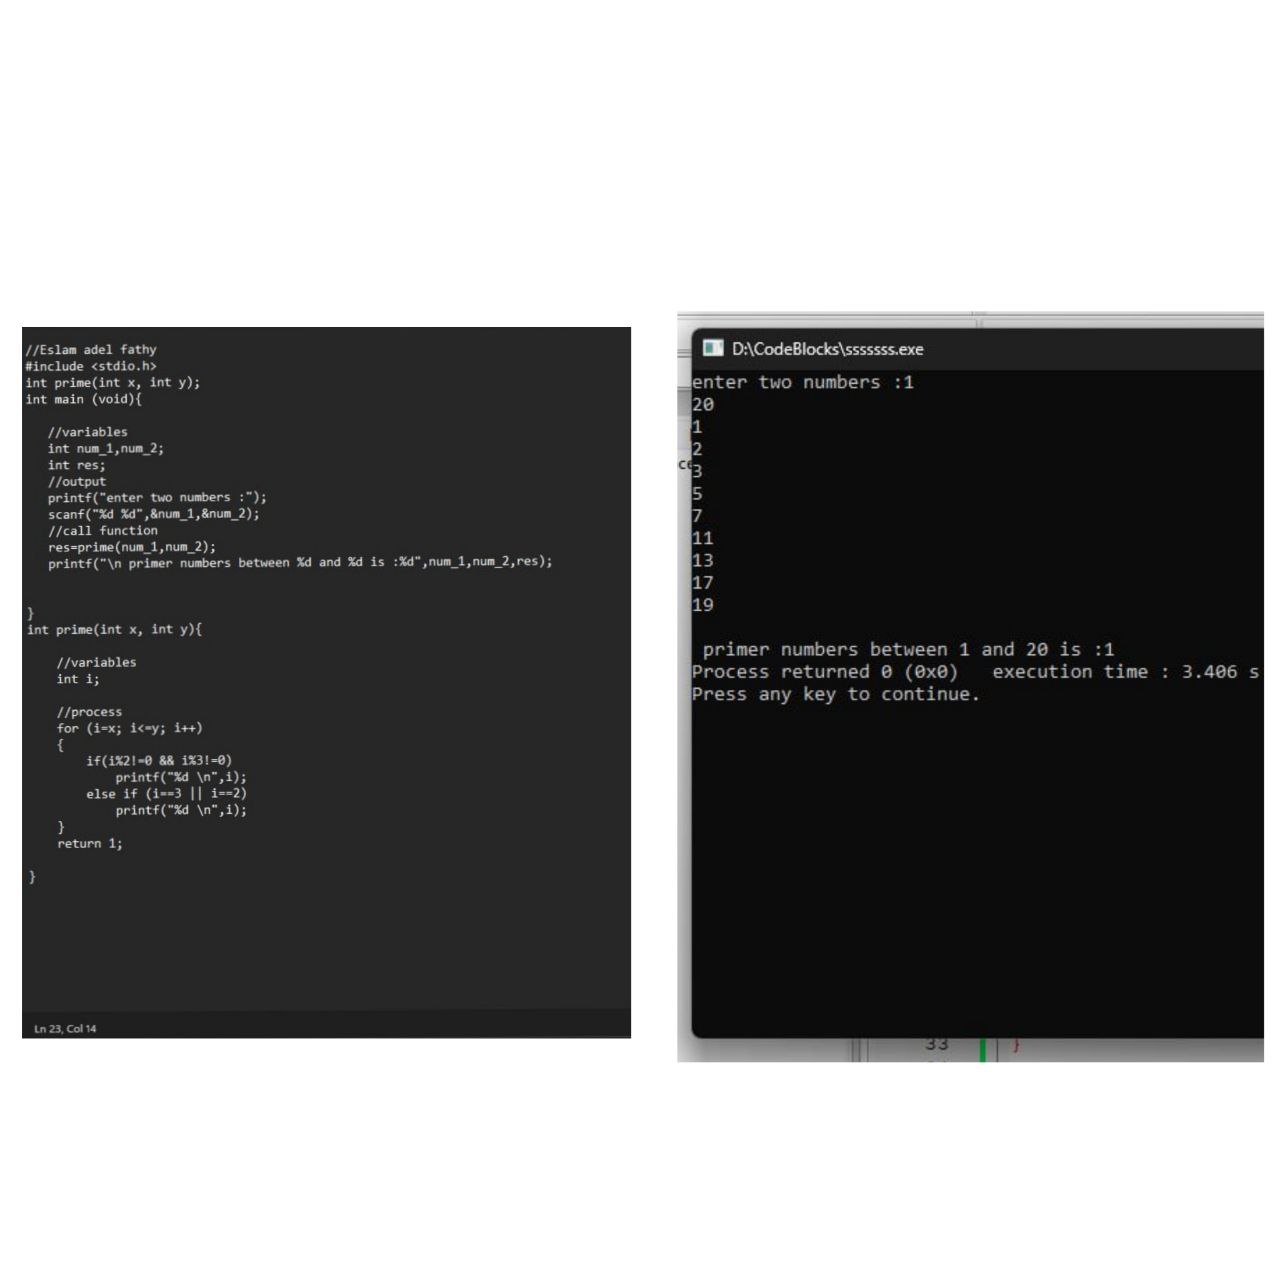 //Eslam adel fathy
#include <stdio.h>
int prime(int x, int y);
int main (void){
//variables
int num_1,num_2;
int res;
//output
printf("enter two numbers :");
scanf("%d %d",&num_1,&num_2);
//call function
res=prime(num_1,num_2);
printf("\n primer numbers between %d and %d is :%d",num_1,num_2,res);
}
int prime(int x, int y){
//variables
int i;
//process
for (i=x; i<=y; i++)
{
if(i%2!=0 && i%3!=0)
printf("%d \n",i);
else if (i==3 || i==2)
printf("%d \n",i);
}
return 1;
}
Ln 23, Col 14
D:\CodeBlocks\sssssss.exe
enter two numbers :1
20
1
2
3
5
7
11
13
17
19
primer numbers between 1 and 20 is :1
Process returned 0 (0x0) execution time : 3.406 s
Press any key to continue.
33 }